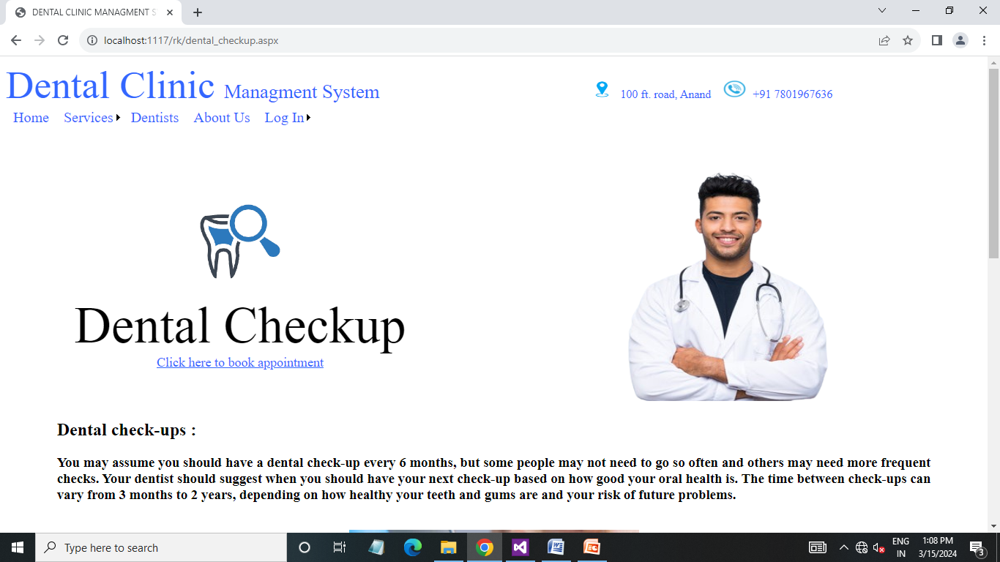 DENTAL CLINIC MANAGMENT S
localhost:1117/rk/dental_checkup.aspx
Dental Clinic Managment System
100 ft. road, Anand
+91 7801967636
Home Services Dentists About Us Log In
Dental Checkup
Click here to book appointment
Dental check-ups :
You may assume you should have a dental check-up every 6 months, but some people may not need to go so often and others may need more frequent
checks. Your dentist should suggest when you should have your next check-up based on how good your oral health is. The time between check-ups can
vary from 3 months to 2 years, depending on how healthy your teeth and gums are and your risk of future problems.
Type here to search
ENG
IN
1:08 PM
3/15/2024
3